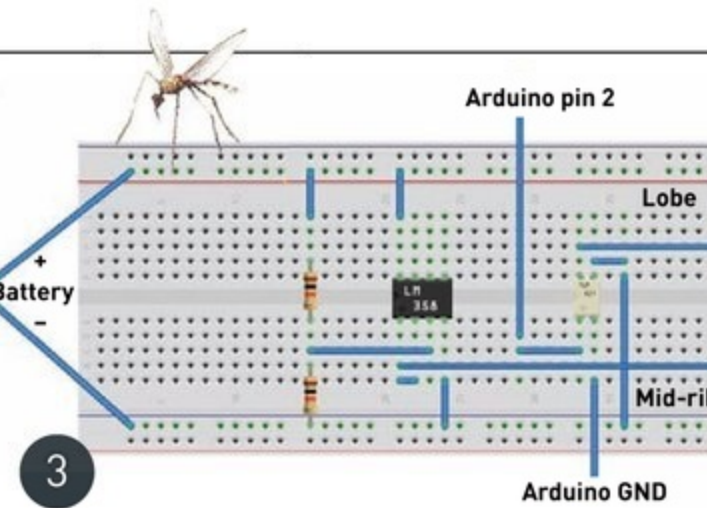 Arduino pin 2
Lobe
+
Battery
–
LM
358
Mid-ri
3
Arduino GND